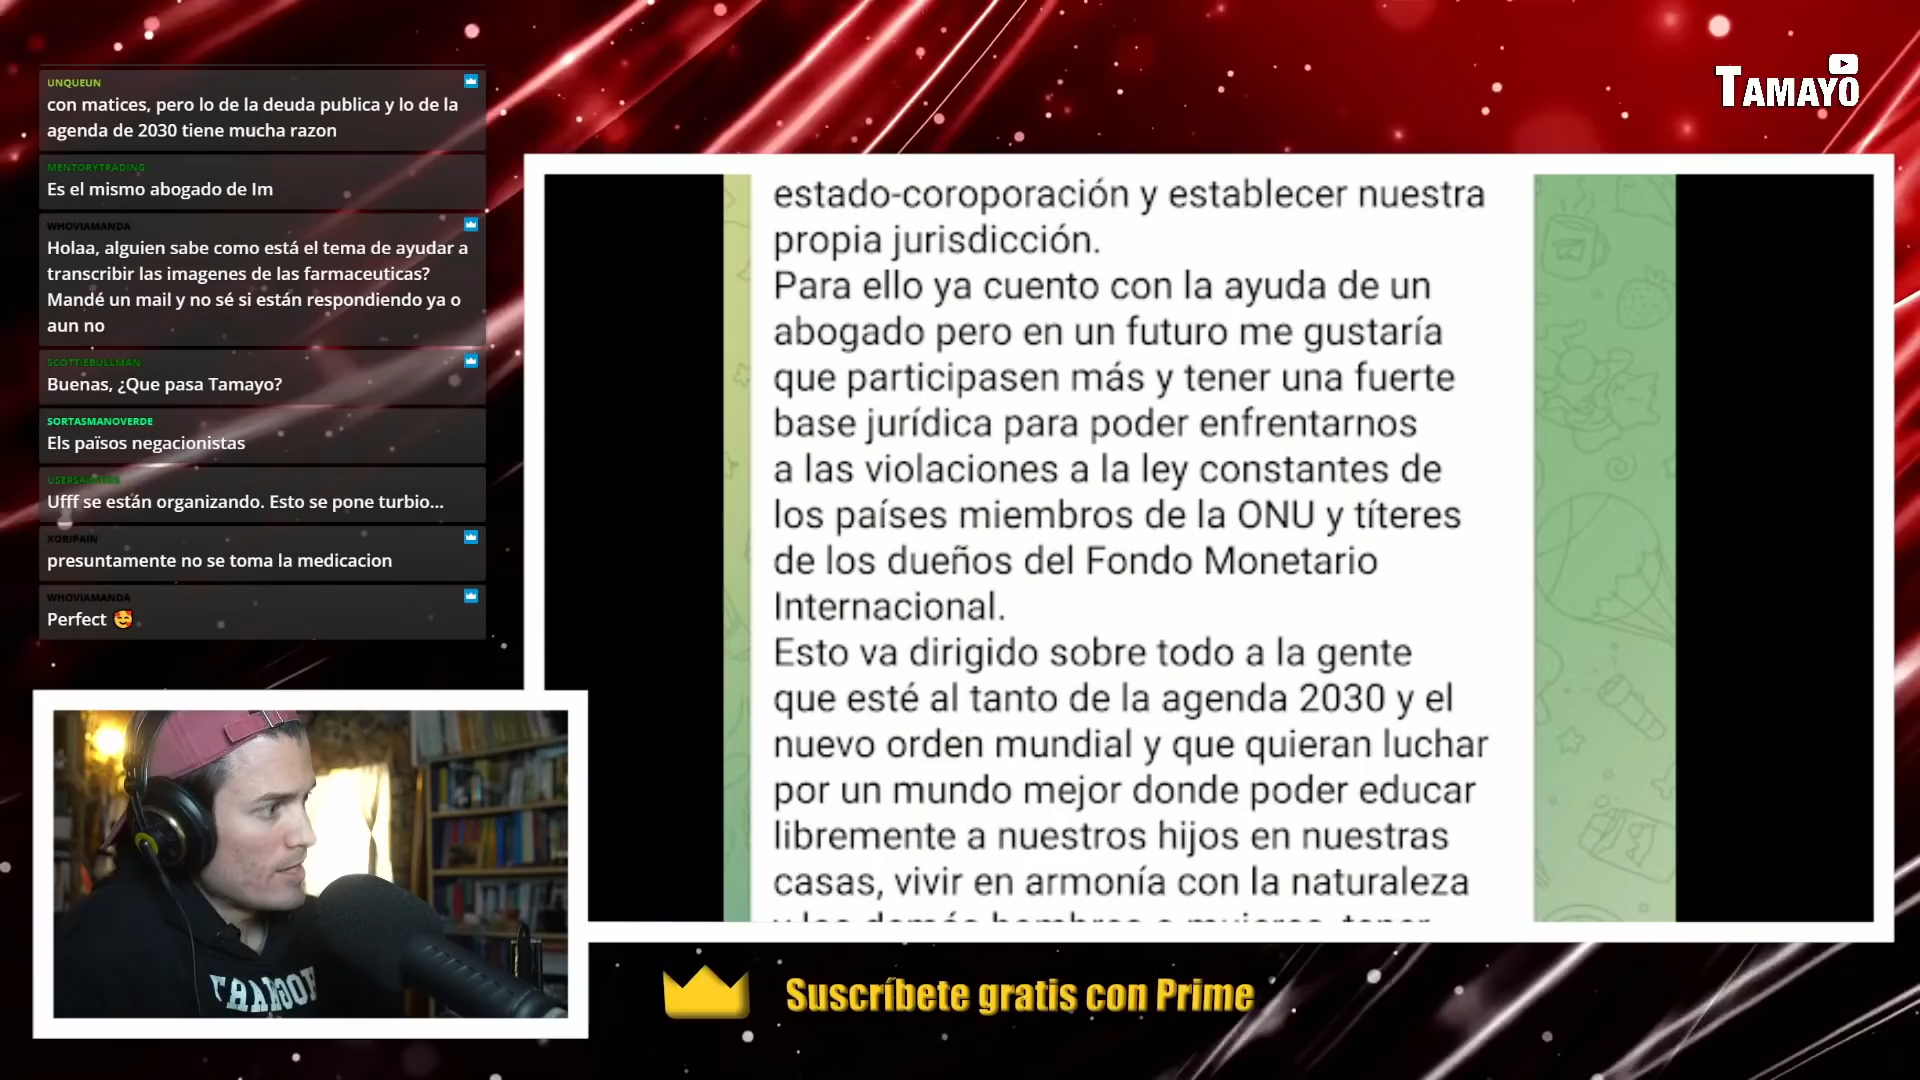 UNQUEUN
con matices, pero lo de la deuda publica y lo de la
agenda de 2030 tiene mucha razon
MENTORYTRADING
Es el mismo abogado de Im
WHOVIAMANDA
Holaa, alguien sabe como está el tema de ayudar a
transcribir las imagenes de las farmaceuticas?
Mandé un mail y no sé si están respondiendo ya o
aun no
SCOTTIEBULLMAN
Buenas, ¿Que pasa Tamayo?
SORTASMANOVERDE
Els països negacionistas
Ufff se están organizando. Esto se pone turbio...
XORIPAIN
presuntamente no se toma la medicacion
WHOVIAMANDA
Perfect 🥰
TAMAYO
estado-coroporación y establecer nuestra
propia jurisdicción.
Para ello ya cuento con la ayuda de un
abogado pero en un futuro me gustaría
que participasen más y tener una fuerte
base jurídica para poder enfrentarnos
a las violaciones a la ley constantes de
los países miembros de la ONU y títeres
de los dueños del Fondo Monetario
Internacional.
Esto va dirigido sobre todo a la gente
que esté al tanto de la agenda 2030 y el
nuevo orden mundial y que quieran luchar
por un mundo mejor donde poder educar
libremente a nuestros hijos en nuestras
casas, vivir en armonía con la naturaleza
Suscríbete gratis con Prime